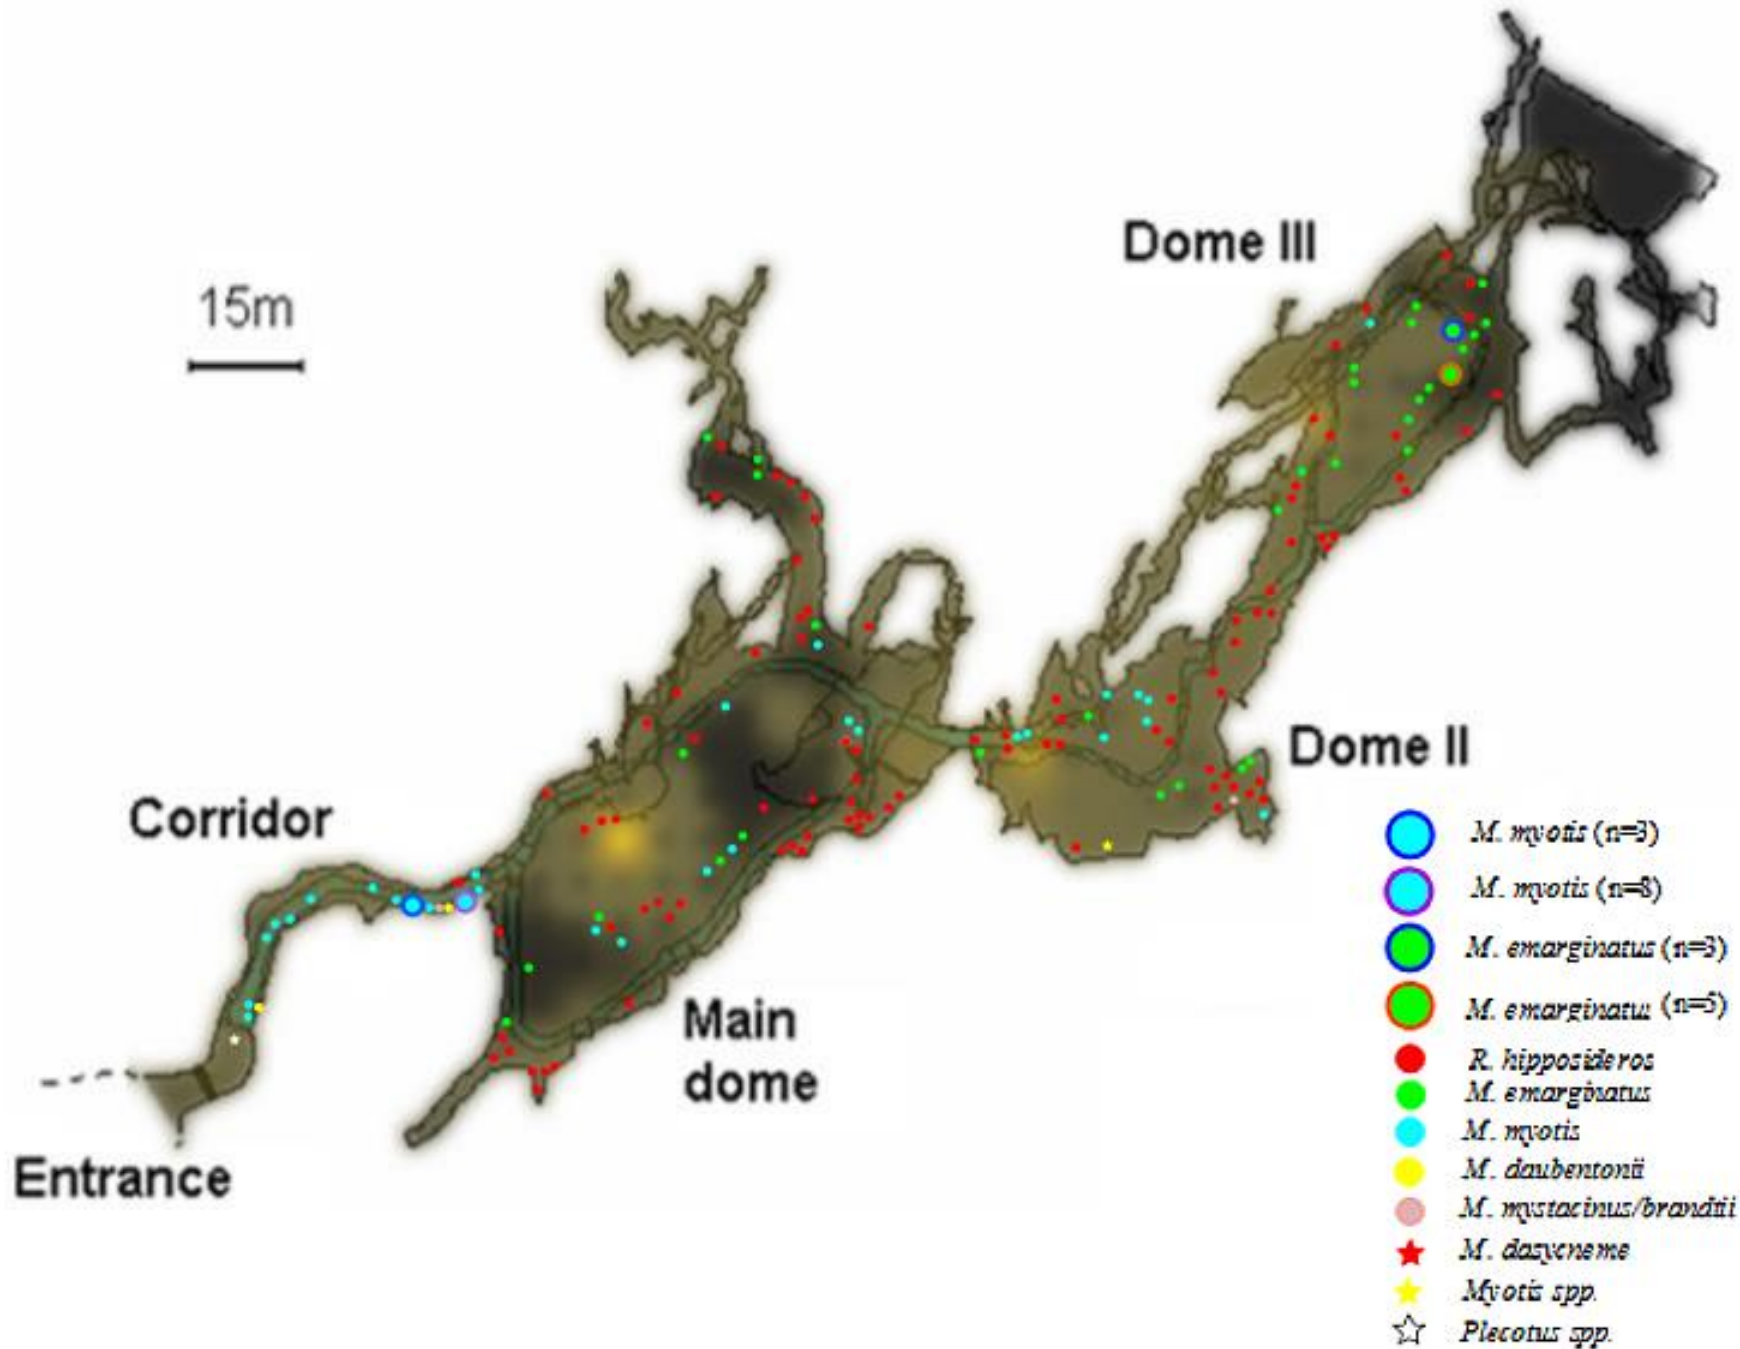 Dome III
15m
Dome II
Corridor
Main
dome
Entrance
M. myotis (n=3)
M. myotis (n=8)
M. emarginatus (n=3)
M. emarginatu (n=5)
R. hipposideros
M. emarginatus
M. myotis
M. daubentonii
M. mystacinus/brandtii
M. dasycneme
Myotis spp.
Plecotus spp.